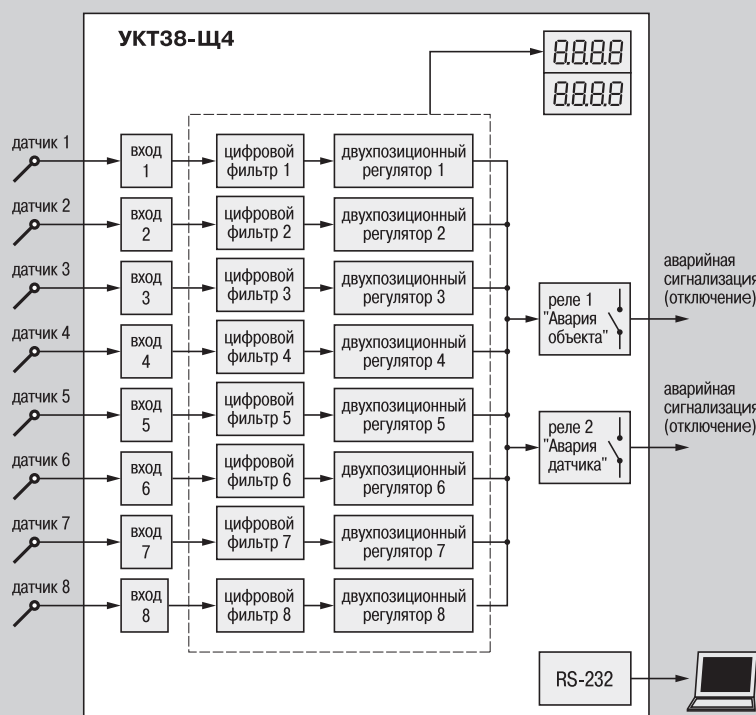 УКТ38-Щ4
8.8.8.8
8.8.8.8
датчик 1
вход
1
цифровой
фильтр 1
двухпозиционный
регулятор 1
датчик 2
вход
2
цифровой
фильтр 2
двухпозиционный
регулятор 2
датчик 3
вход
3
цифровой
фильтр 3
двухпозиционный
регулятор 3
реле 1
"Авария
объекта"
аварийная
сигнализация
(отключение)
датчик 4
вход
4
цифровой
фильтр 4
двухпозиционный
регулятор 4
датчик 5
вход
5
цифровой
фильтр 5
двухпозиционный
регулятор 5
реле 2
"Авария
датчика"
аварийная
сигнализация
(отключение)
датчик 6
вход
6
цифровой
фильтр 6
двухпозиционный
регулятор 6
датчик 7
вход
7
цифровой
фильтр 7
двухпозиционный
регулятор 7
датчик 8
вход
8
цифровой
фильтр 8
двухпозиционный
регулятор 8
RS-232